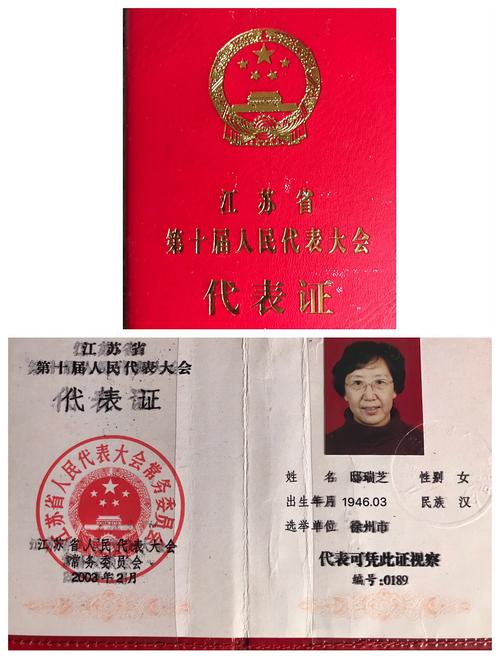 江苏省
第十届人民代表大会
代表证
江苏省
第十届人民代表大会
代表证
江苏省人民代表大会常务委员会
江苏省人民代表大会
常务委员会
2003年2月
姓 名 邸瑞芝 性别 女
出生年月 1946.03 民族 汉
选举单位 徐州市
代表可凭此证视察
编号:0189